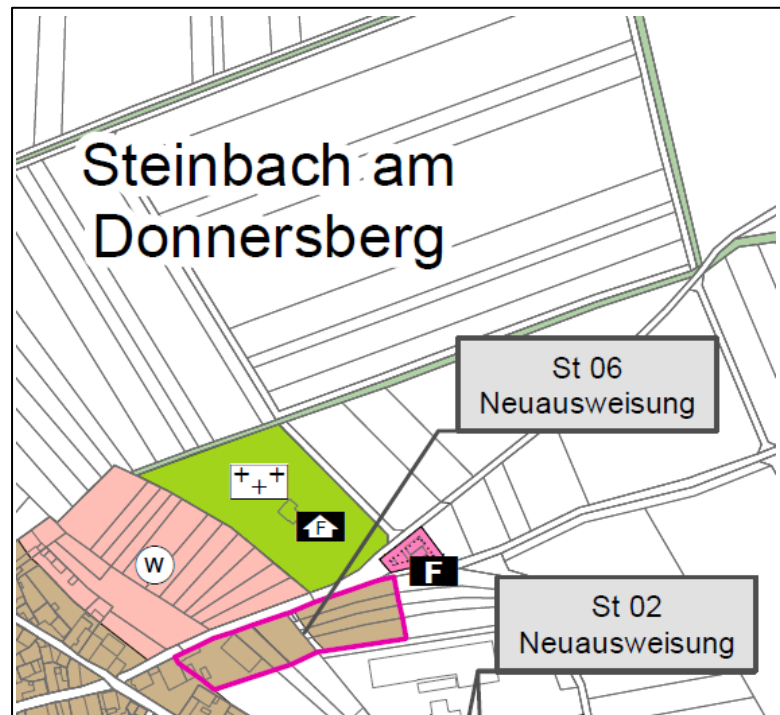 Steinbach am
Donnersberg
St 06
Neuausweisung
F
W
F
St 02
Neuausweisung